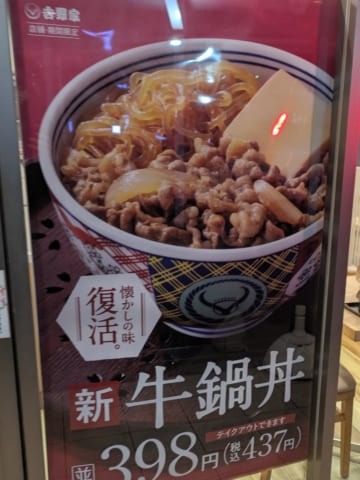 吉野家
店舗・期間限定
懐かしの味
復活。
新 牛鍋丼
テイクアウトできます
並 398円(税込437円)